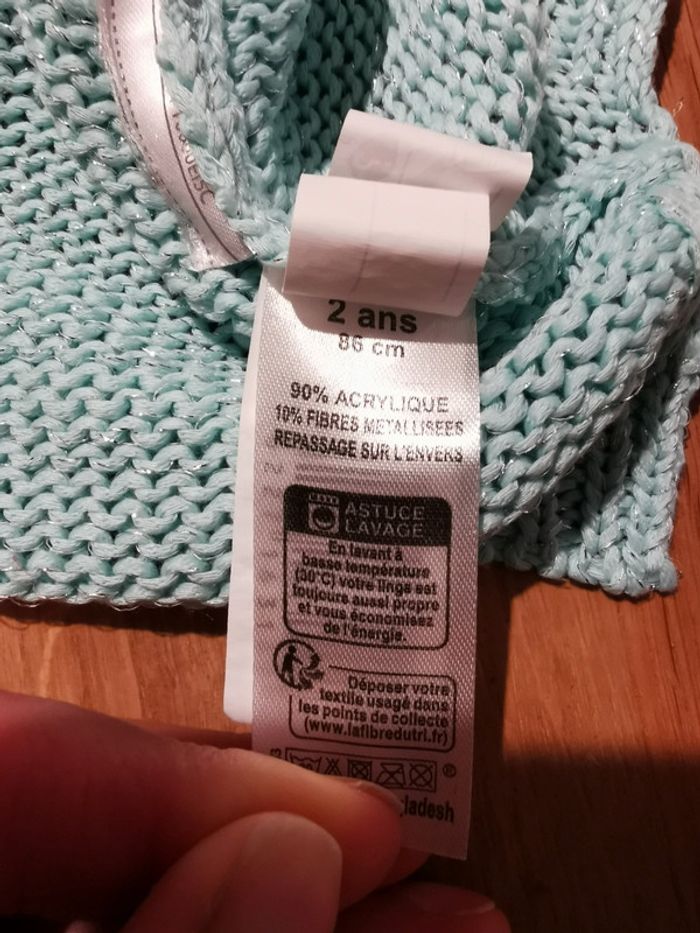 2 ans
86 cm
90% ACRYLIQUE
10% FIBRES METALLISEES
REPASSAGE SUR L'ENVERS
ASTUCE
LAVAGE
En lavant à
basse température
(30°C) votre linge est
toujours aussi propre
et vous économisez
de l'énergie.
Déposer votre
textile usagé dans
les points de collecte
(www.lafibredutri.fr)
®
ladesh